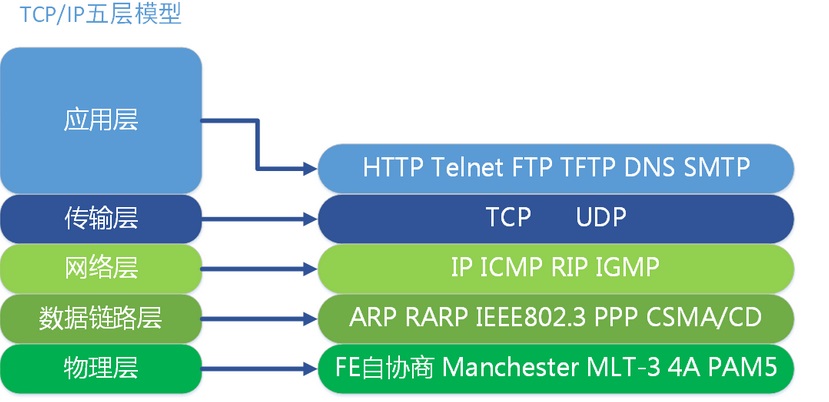 TCP/IP五层模型
应用层
HTTP Telnet FTP TFTP DNS SMTP
传输层
TCP UDP
网络层
IP ICMP RIP IGMP
数据链路层
ARP RARP IEEE802.3 PPP CSMA/CD
物理层
FE自协商 Manchester MLT-3 4A PAM5